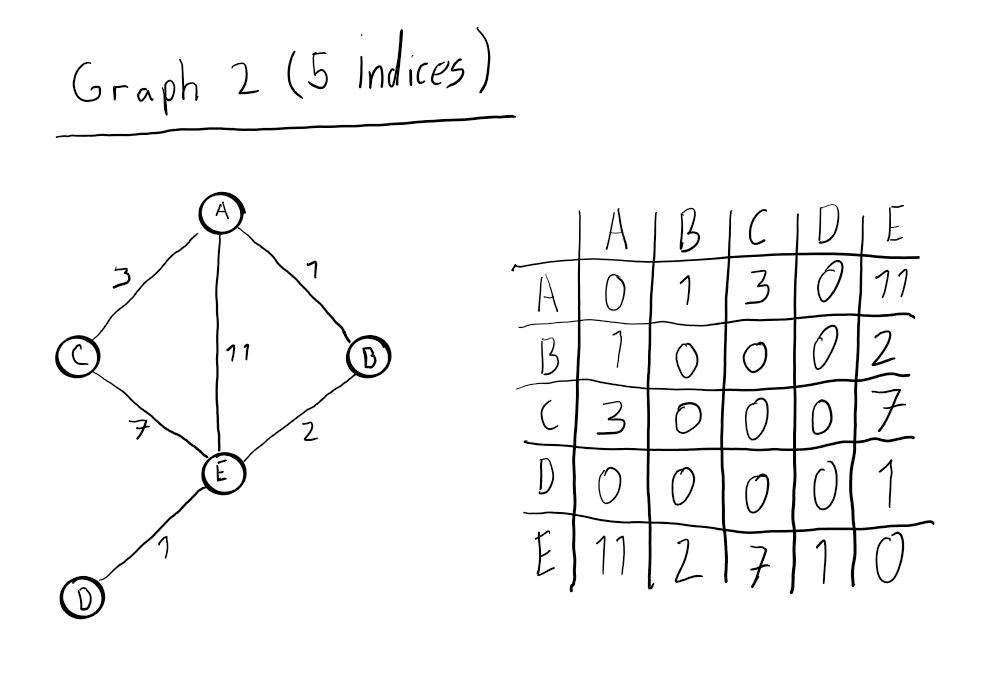 Graph 2 (5 Indices)
A
3
1
C
11
B
7
2
E
1
D
A B C D E
A 0 1 3 0 11
B 1 0 0 0 2
C 3 0 0 0 7
D 0 0 0 0 1
E 11 2 7 1 0